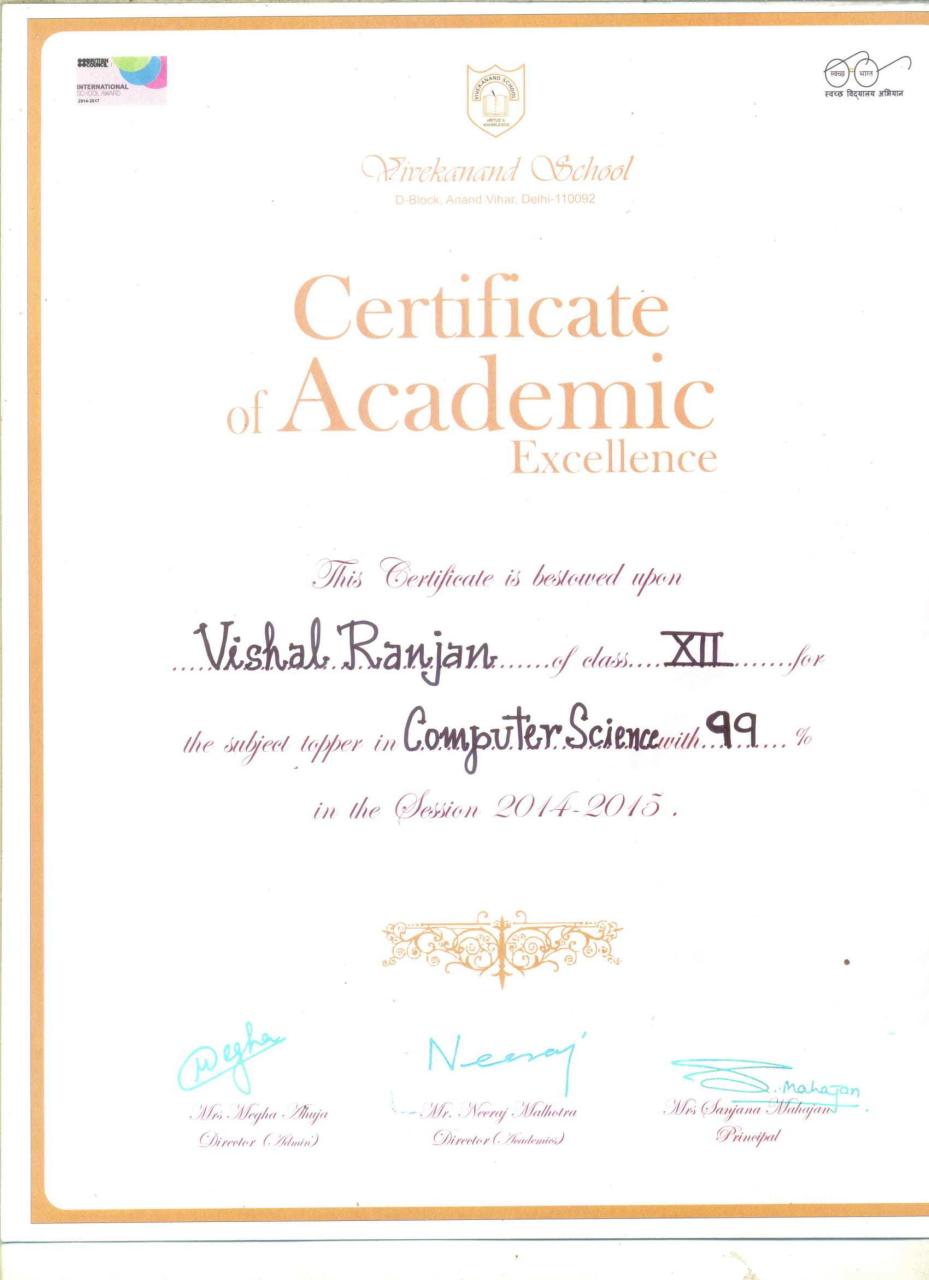 BRITISH COUNCIL
INTERNATIONAL
SCHOOL AWARD
2014-2017
VIVEKANAND SCHOOL
VIRTUE &
KNOWLEDGE
स्वच्छ भारत
स्वच्छ विद्यालय अभियान
Vivekanand School
D-Block, Anand Vihar, Delhi-110092
Certificate
of Academic
Excellence
This Certificate is bestowed upon
Vishal Ranjan of class XII for
the subject topper in Computer Science with 99 %
in the Session 2014-2015 .
Megha
Neeraj
S. Mahajan
Mrs Megha Ahuja
Mr. Neeraj Malhotra
Mrs Sanjana Mahajan
Director (Admin)
Director (Academics)
Principal